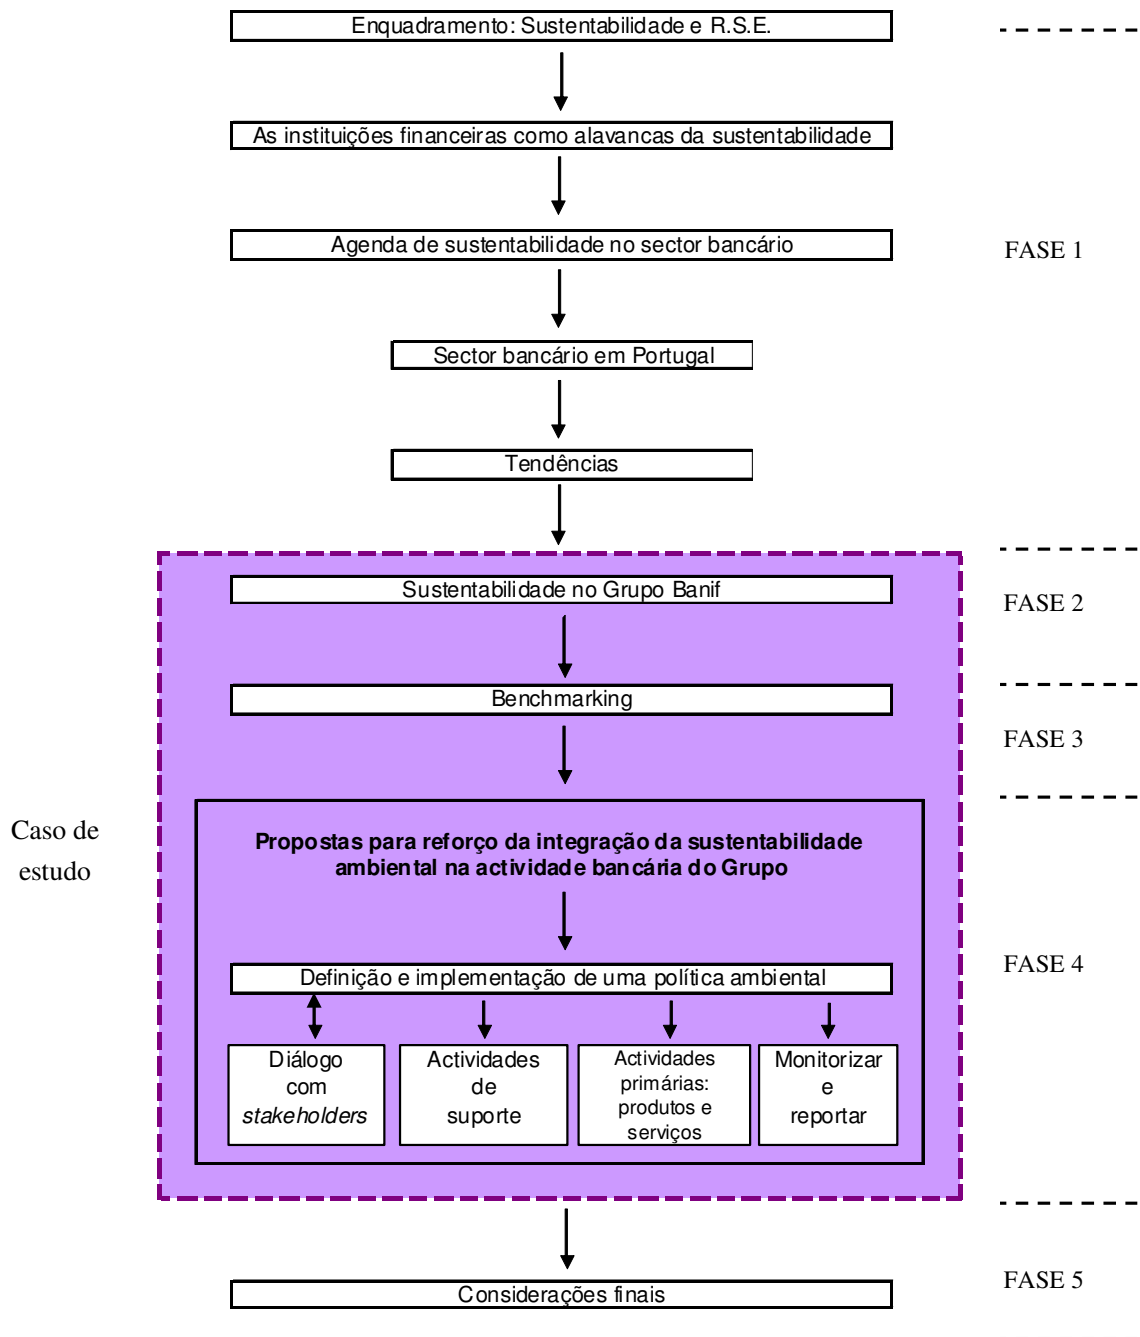 Enquadramento: Sustentabilidade e R.S.E.
As instituições financeiras como alavancas da sustentabilidade
Agenda de sustentabilidade no sector bancário
FASE 1
Sector bancário em Portugal
Tendências
Sustentabilidade no Grupo Banif
FASE 2
Benchmarking
FASE 3
Caso de
estudo
Propostas para reforço da integração da sustentabilidade
ambiental na actividade bancária do Grupo
FASE 4
Definição e implementação de uma política ambiental
Diálogo
com
stakeholders
Actividades
de
suporte
Actividades
primárias:
produtos e
serviços
Monitorizar
e
reportar
FASE 5
Considerações finais